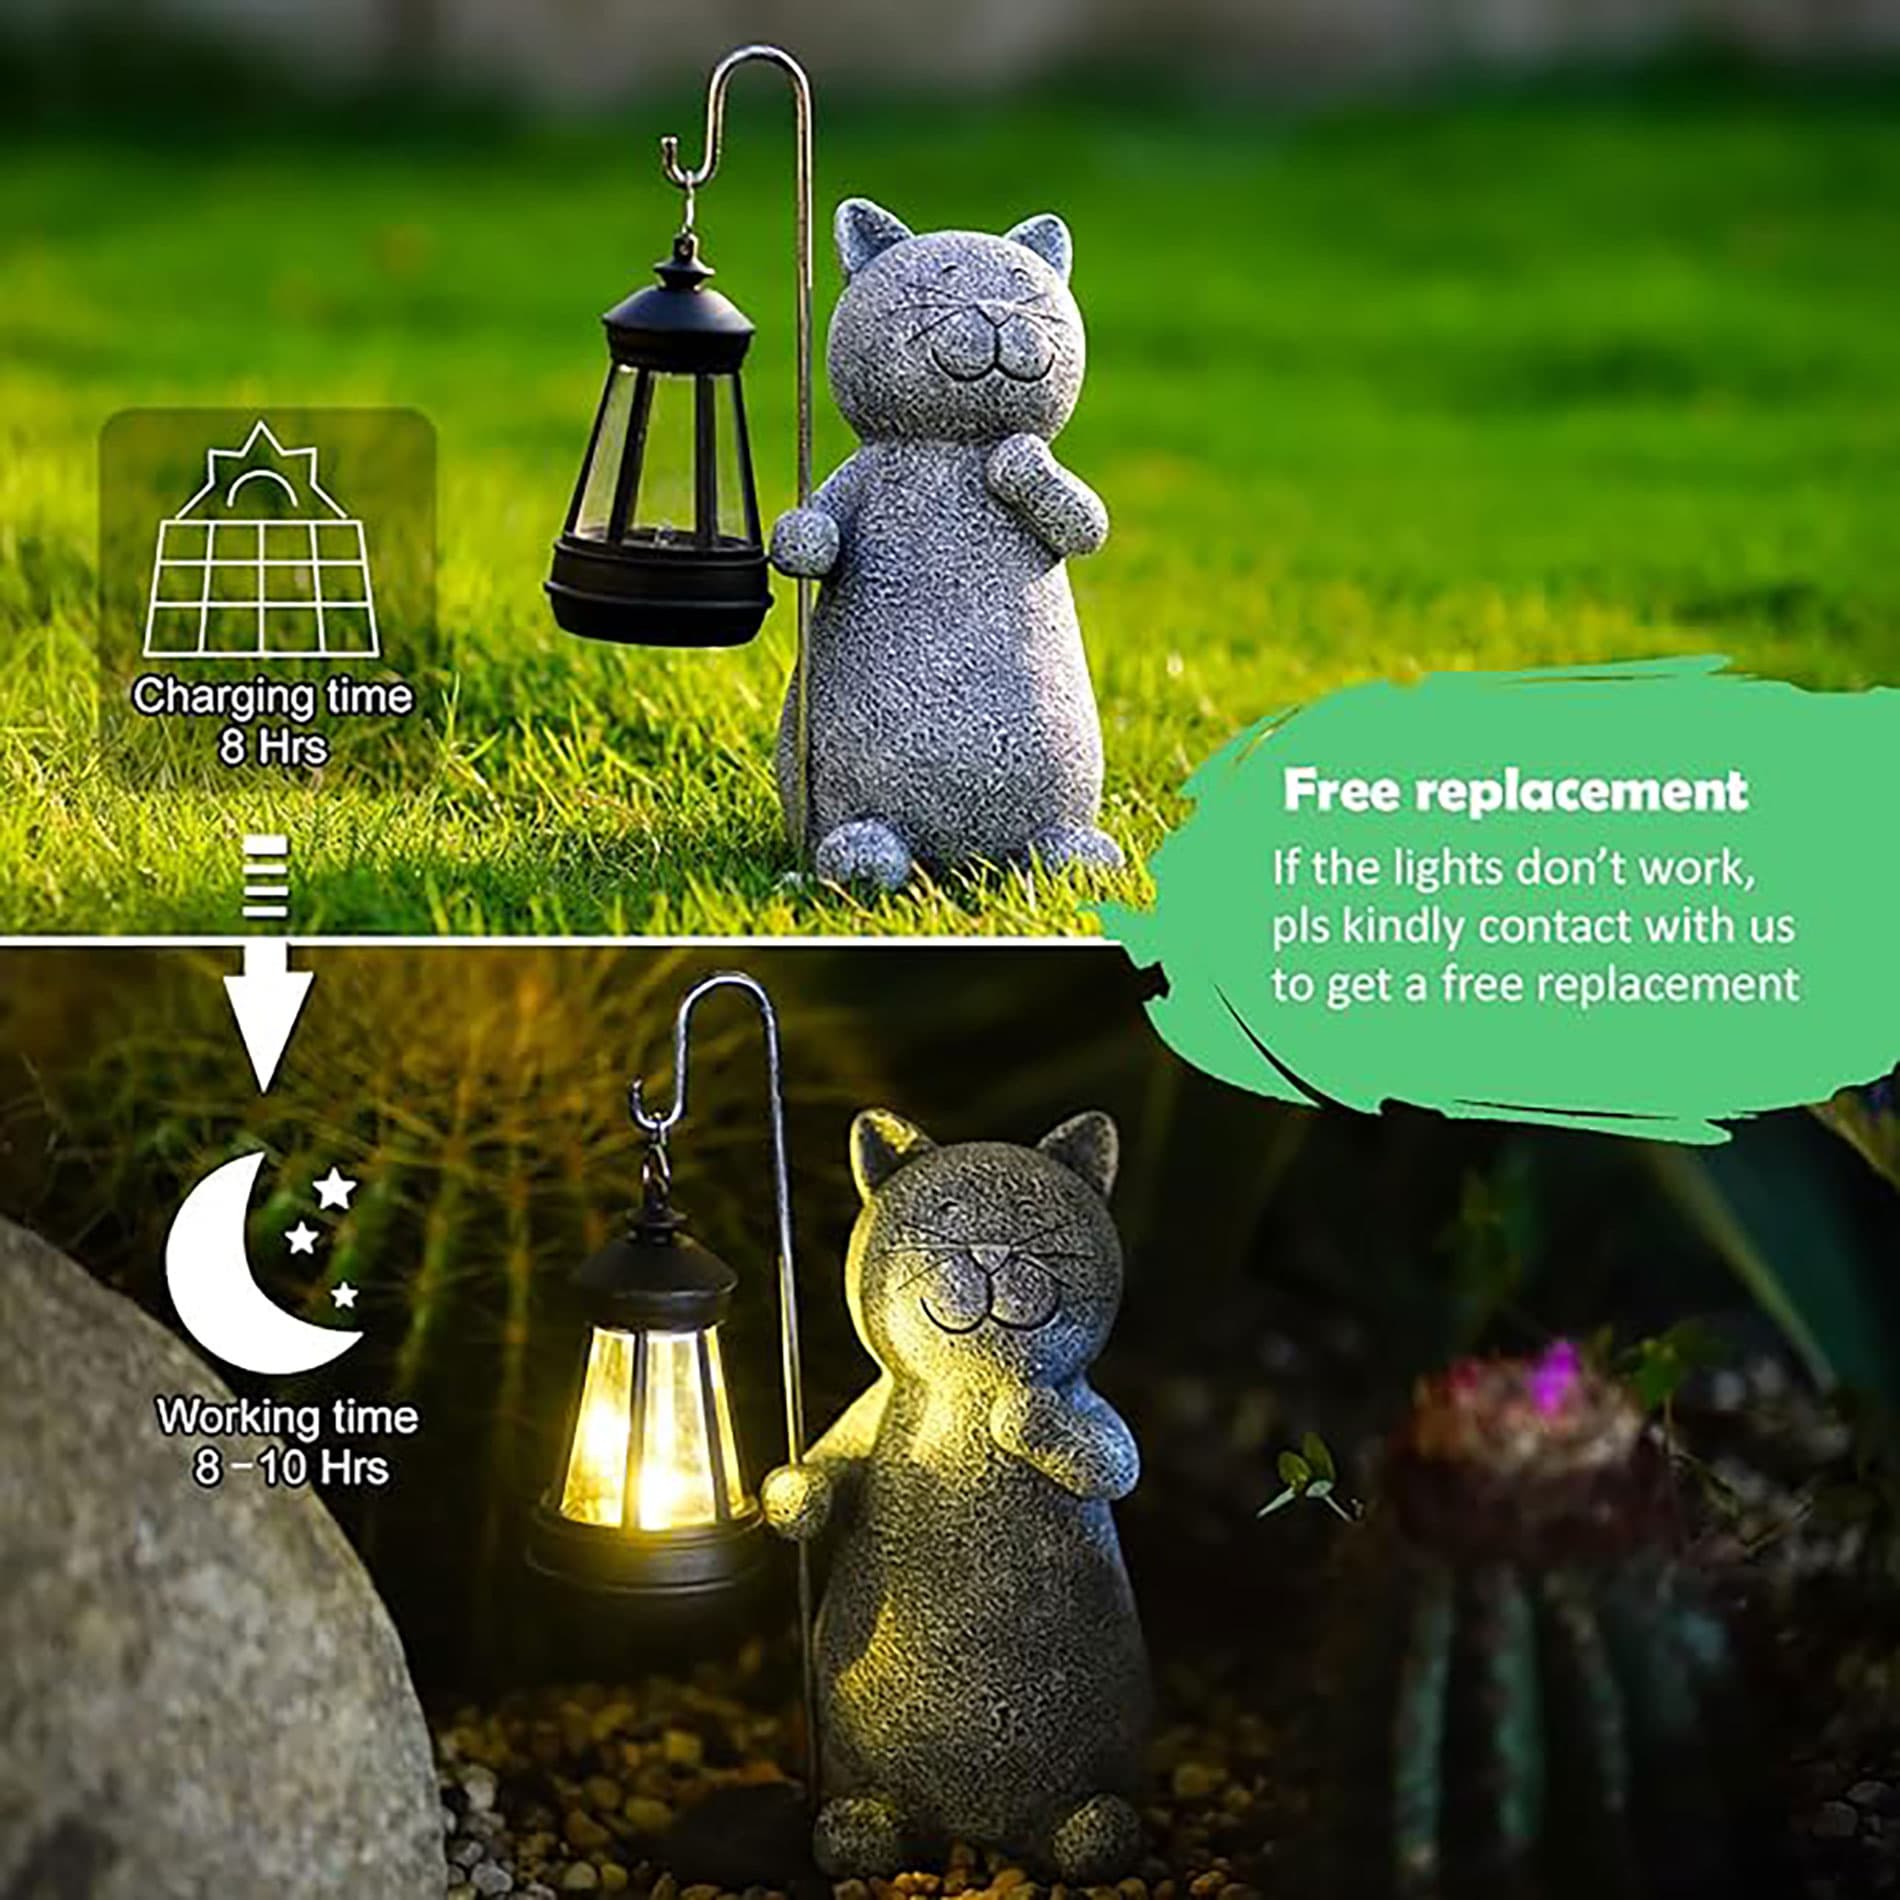 Charging time
8 Hrs
Free replacement
If the lights don't work,
pls kindly contact with us
to get a free replacement
Working time
8-10 Hrs